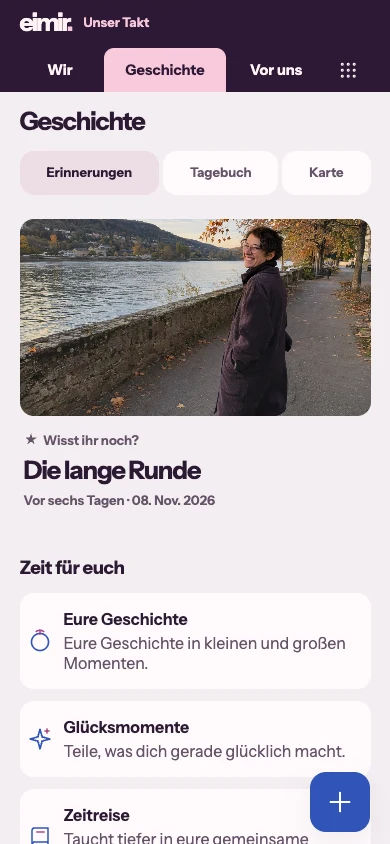 eimir. Unser Takt
Wir Geschichte Vor uns
Geschichte
Erinnerungen Tagebuch Karte
Wisst ihr noch?
Die lange Runde
Vor sechs Tagen · 08. Nov. 2026
Zeit für euch
Eure Geschichte
Eure Geschichte in kleinen und großen
Momenten.
Glücksmomente
Teile, was dich gerade glücklich macht.
Zeitreise
Taucht tiefer in eure gemeinsame